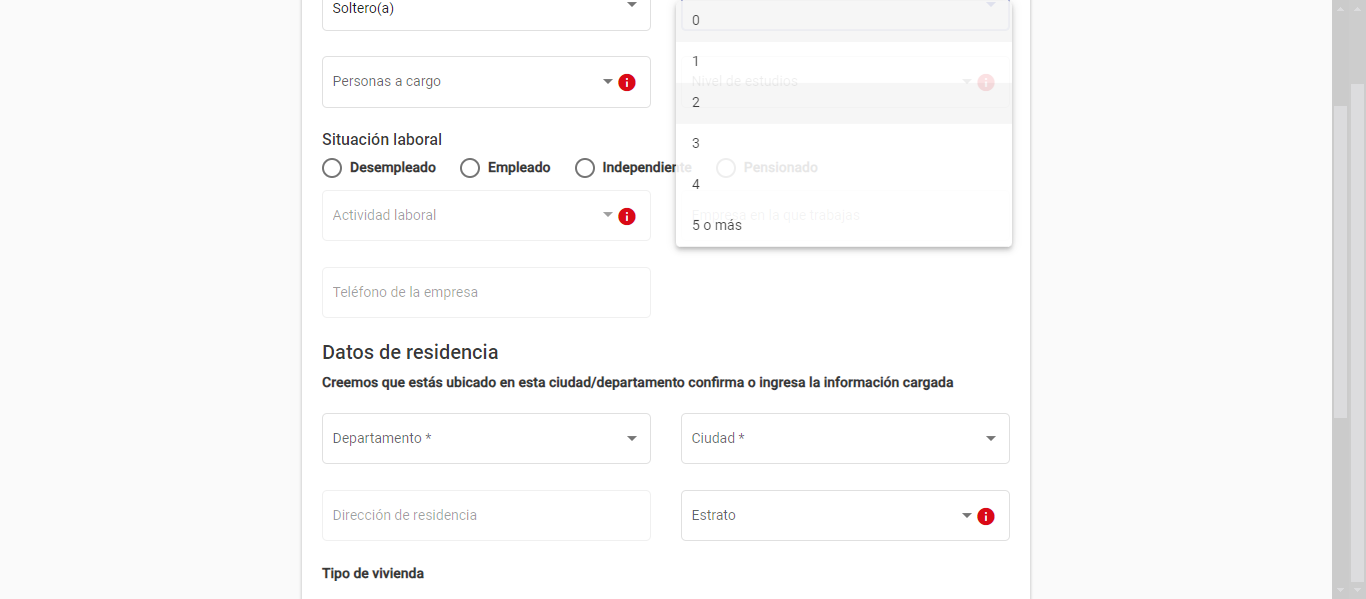 Soltero(a)
0
1
Personas a cargo
Nivel de estudios
2
Situación laboral
3
Desempleado Empleado Independiente Pensionado
4
Actividad laboral
Empresa en la que trabajas
5 o más
Teléfono de la empresa
Datos de residencia
Creemos que estás ubicado en esta ciudad/departamento confirma o ingresa la información cargada
Departamento *
Ciudad *
Dirección de residencia
Estrato
Tipo de vivienda